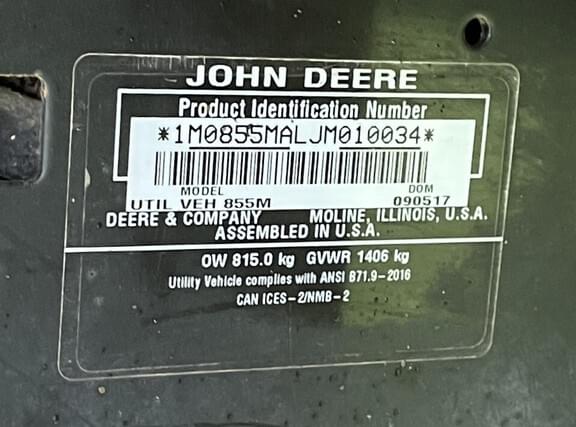 JOHN DEERE
Product Identification Number
*1M0855MALJM010034*
MODEL DOM
UTIL VEH 855M 090517
DEERE & COMPANY MOLINE, ILLINOIS, U.S.A.
ASSEMBLED IN U.S.A.
OW 815.0 kg GVWR 1406 kg
Utility Vehicle complies with ANSI B71.9-2016
CAN ICES-2/NMB-2